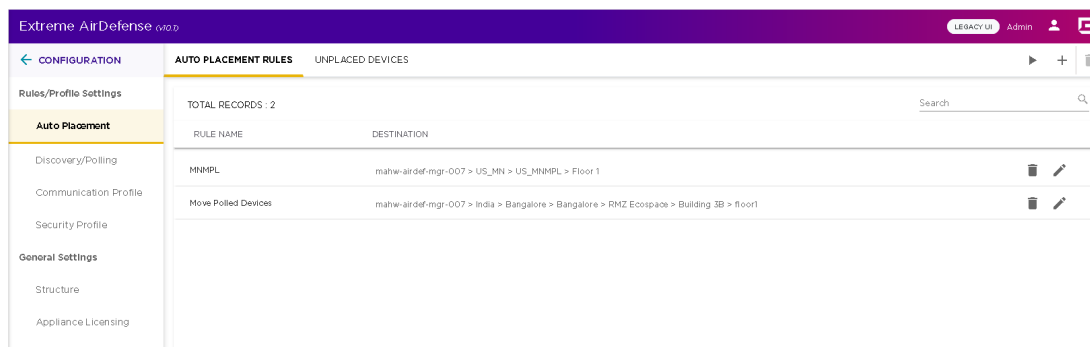 Extreme AirDefense (v10.1)
LEGACY UI Admin
CONFIGURATION
AUTO PLACEMENT RULES UNPLACED DEVICES
Rules/Profile Settings
Auto Placement
Discovery/Polling
Communication Profile
Security Profile
General Settings
Structure
Appliance Licensing
TOTAL RECORDS : 2
Search
RULE NAME DESTINATION
MNMPL mahw-airdef-mgr-007 > US_MN > US_MNMPL > Floor 1
Move Polled Devices mahw-airdef-mgr-007 > India > Bangalore > Bangalore > RMZ Ecospace > Building 3B > floor1